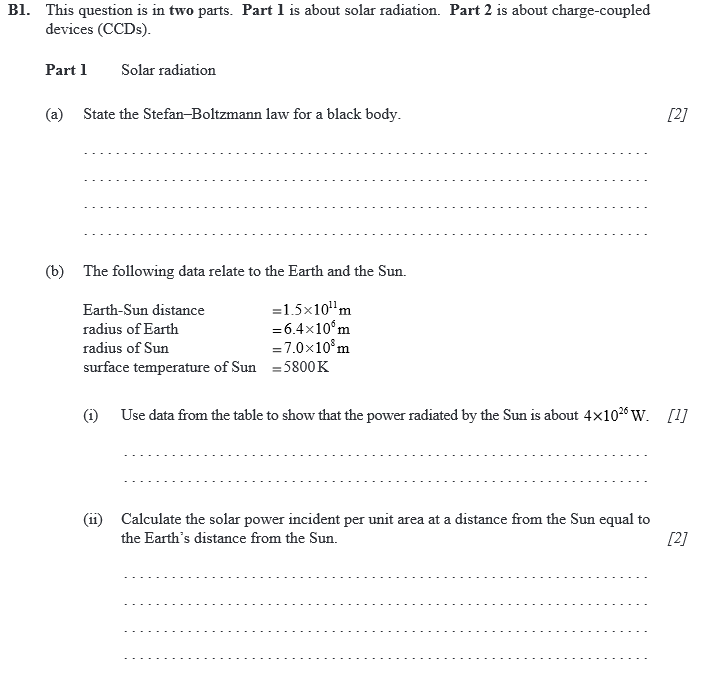 B1. This question is in two parts. Part 1 is about solar radiation. Part 2 is about charge-coupled
devices (CCDs).
Part 1 Solar radiation
(a) State the Stefan–Boltzmann law for a black body. [2]
(b) The following data relate to the Earth and the Sun.
Earth-Sun distance =1.5×10¹¹ m
radius of Earth =6.4×10⁶ m
radius of Sun =7.0×10⁸ m
surface temperature of Sun =5800 K
(i) Use data from the table to show that the power radiated by the Sun is about 4×10²⁶ W. [1]
(ii) Calculate the solar power incident per unit area at a distance from the Sun equal to
the Earth's distance from the Sun. [2]